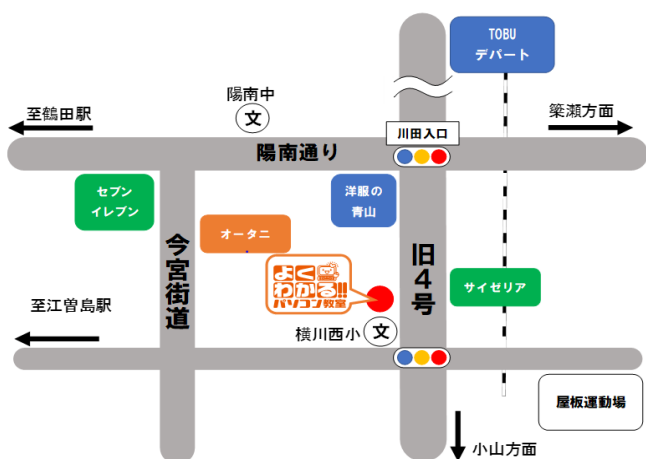 TOBU
デパート
陽南中
文
至鶴田駅
簗瀬方面
川田入口
陽南通り
セブン
イレブン
洋服の
青山
オータニ
今宮街道
旧4号
よく
わかる!!
パソコン教室
サイゼリア
至江曽島駅
横川西小
文
屋板運動場
小山方面